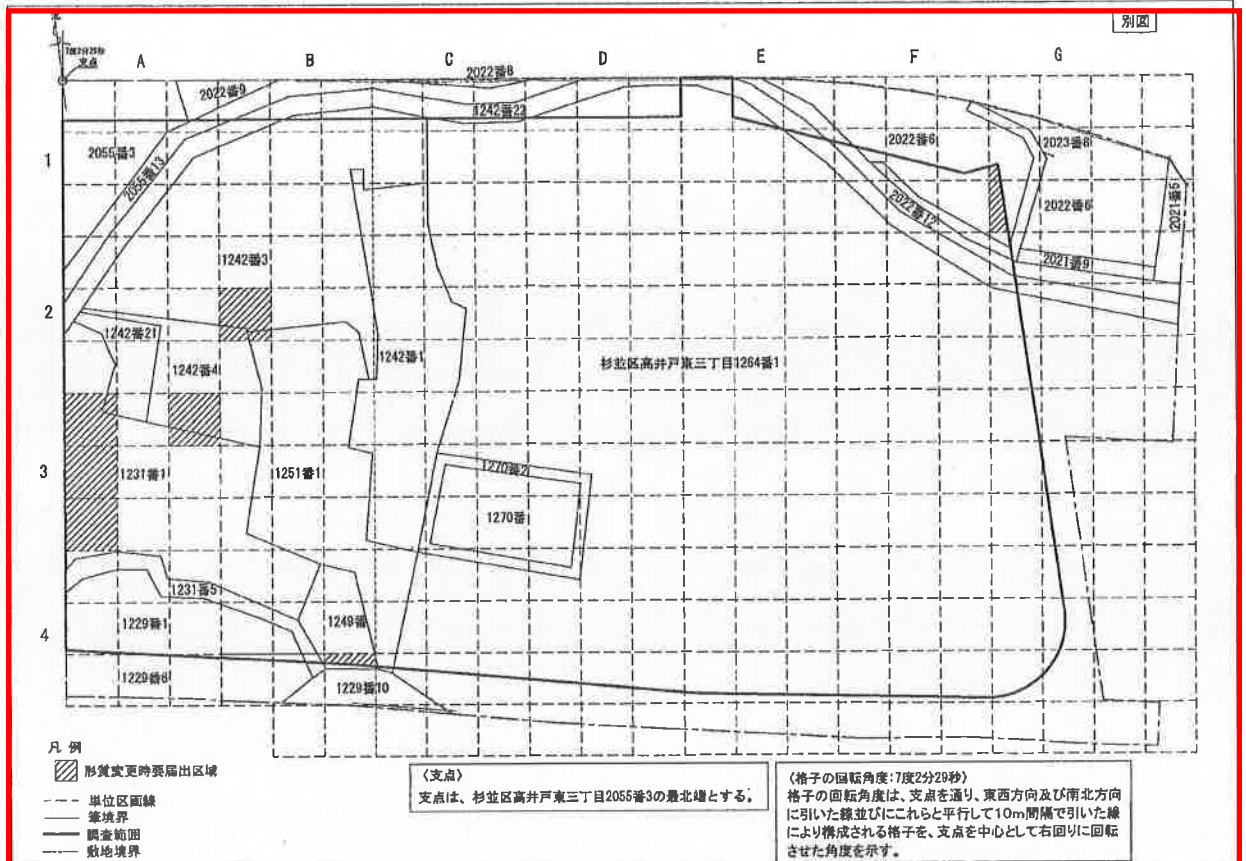 別図
7度2分29秒
支点
A
B
C
D
E
F
G
2022番8
2022番9
1242番22
2022番6
2023番8
1
2055番3
2055番13
2022番12
2022番6
2021番5
2021番9
1242番3
2
1242番21
1242番1
1242番4
杉並区高井戸東三丁目1264番1
3
1231番1
1251番1
1270番2
1270番1
1231番5
4
1229番1
1249番1
1229番6
1229番10
凡 例
形質変更時要届出区域
単位区画線
筆境界
調査範囲
敷地境界
〈支点〉
支点は、杉並区高井戸東三丁目2055番3の最北端とする。
〈格子の回転角度：7度2分29秒〉
格子の回転角度は、支点を通り、東西方向及び南北方向
に引いた線並びにこれらと平行して10m間隔で引いた線
により構成される格子を、支点を中心として右回りに回転
させた角度を示す。